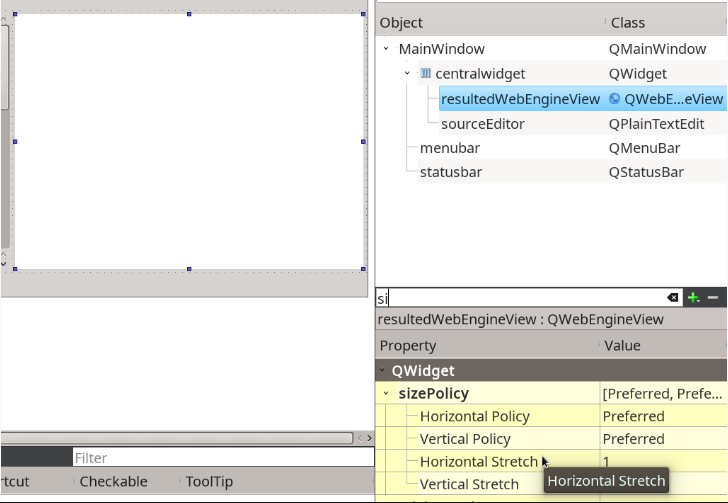 Object Class
MainWindow QMainWindow
centralwidget QWidget
resultedWebEngineView QWebE...eView
sourceEditor QPlainTextEdit
menubar QMenuBar
statusbar QStatusBar
si
resultedWebEngineView : QWebEngineView
Property Value
QWidget
sizePolicy [Preferred, Prefe...
Horizontal Policy Preferred
Vertical Policy Preferred
Horizontal Stretch 1
Vertical Stretch
Horizontal Stretch
Filter
rtcut Checkable ToolTip